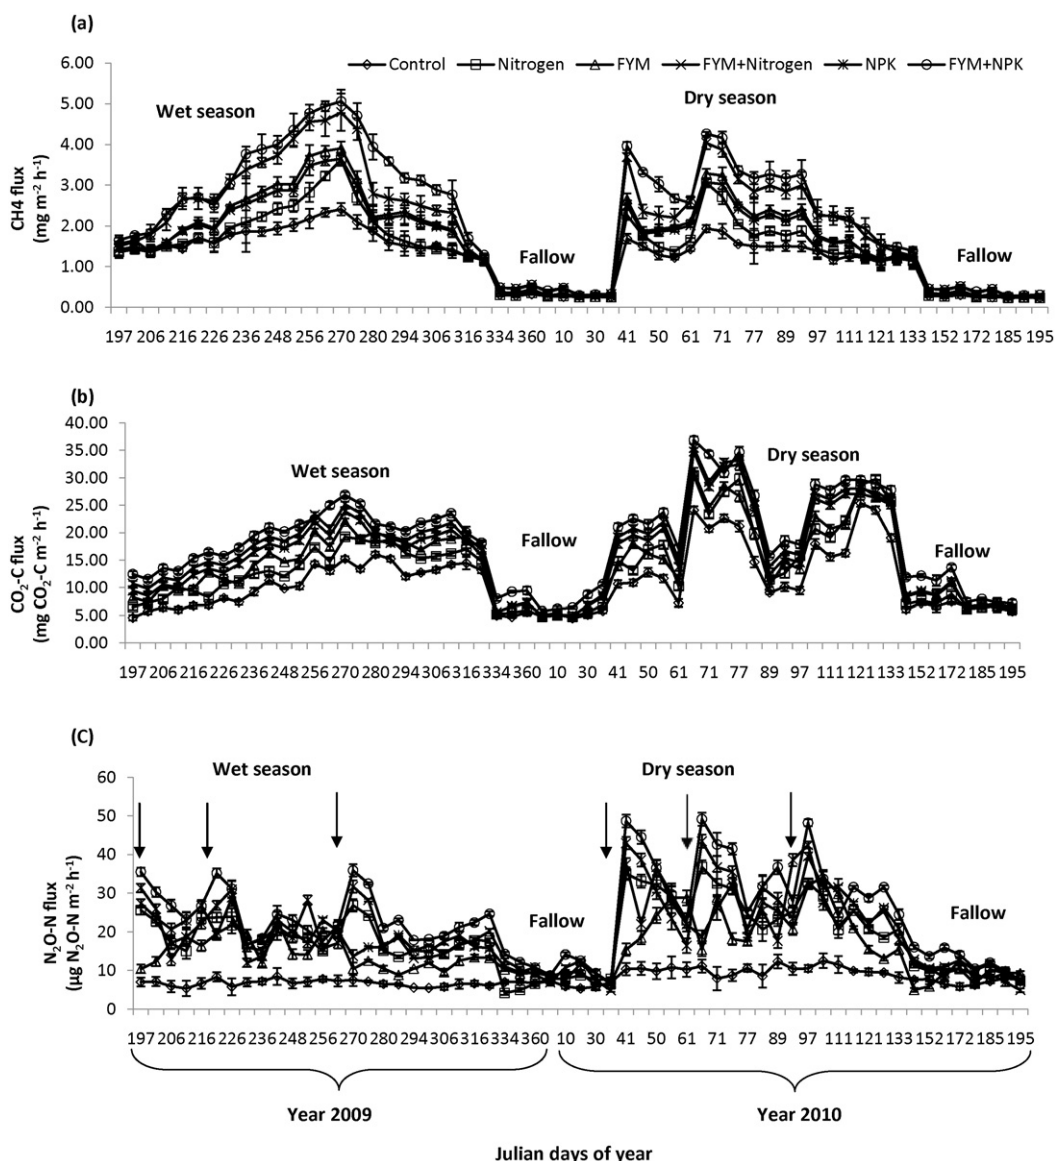 (a)
Control Nitrogen FYM FYM+Nitrogen NPK FYM+NPK
Wet season
Dry season
CH4 flux
(mg m⁻² h⁻¹)
6.00
5.00
4.00
3.00
2.00
1.00
0.00
Fallow
Fallow
197 206 216 226 236 248 256 270 280 294 306 316 334 360 10 30 41 50 61 71 77 89 97 111 133 152 172 185 195
(b)
CO₂-C flux
(mg CO₂-C m⁻² h⁻¹)
40.00
35.00
30.00
25.00
20.00
15.00
10.00
5.00
0.00
Wet season
Dry season
Fallow
Fallow
197 206 216 226 236 248 256 270 280 294 306 316 334 360 10 30 41 50 61 71 77 89 97 111 133 152 172 185 195
(C)
Wet season
Dry season
N₂O-N flux
(µg N₂O-N m⁻² h⁻¹)
60
50
40
30
20
10
0
Fallow
Fallow
197 206 216 226 236 248 256 270 280 294 306 316 334 360 10 30 41 50 61 71 77 89 97 111 133 152 172 185 195
Year 2009
Year 2010
Julian days of year